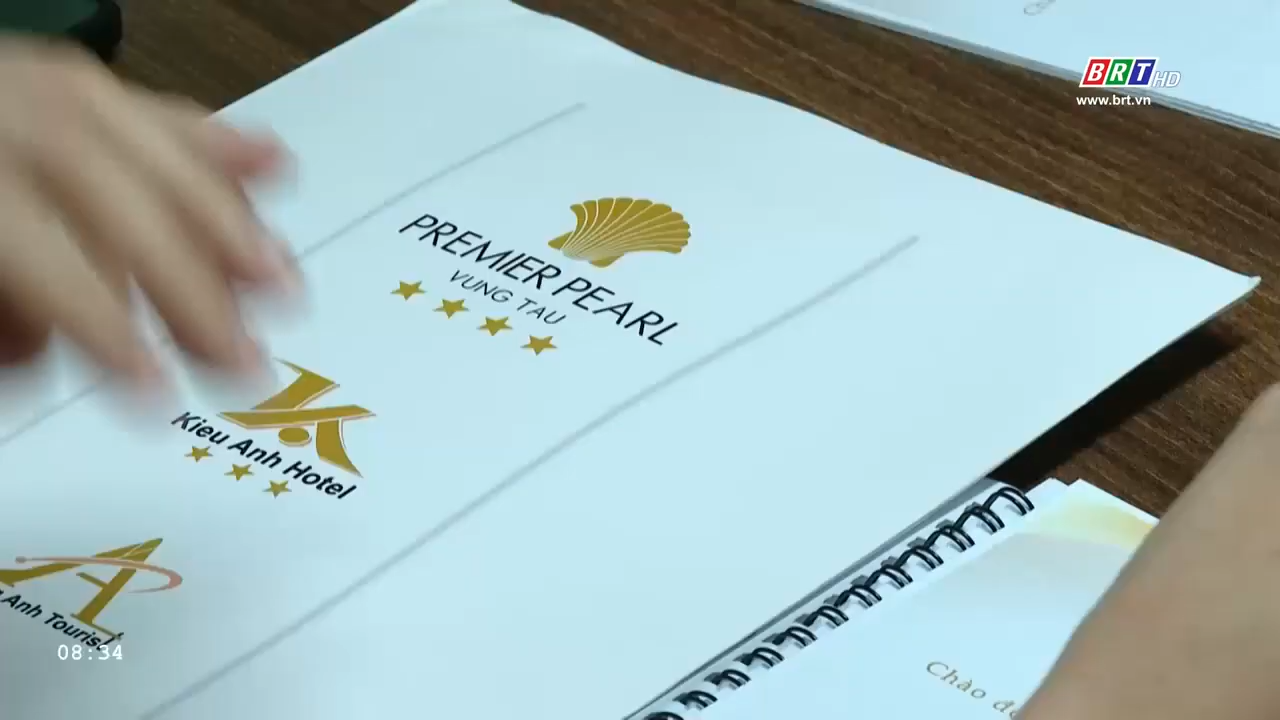 BRT HD
www.brt.vn
PREMIER PEARL
VUNG TAU
Kieu Anh Hotel
Anh Tourist
Chào
08:34